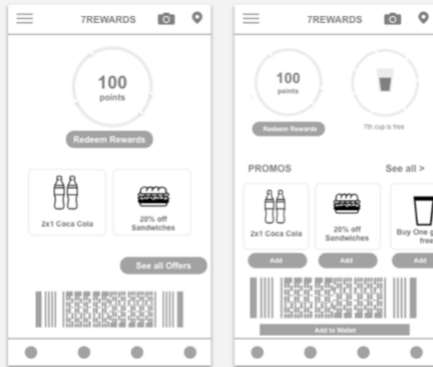 7REWARDS
100
points
Redeem Rewards
2x1 Coca Cola
20% off
Sandwiches
See all Offers
7REWARDS
100
points
Redeem Rewards
7th cup is free
PROMOS
See all >
2x1 Coca Cola
20% off
Sandwiches
Buy One g
free
Add
Add
Add
Add to Wallet